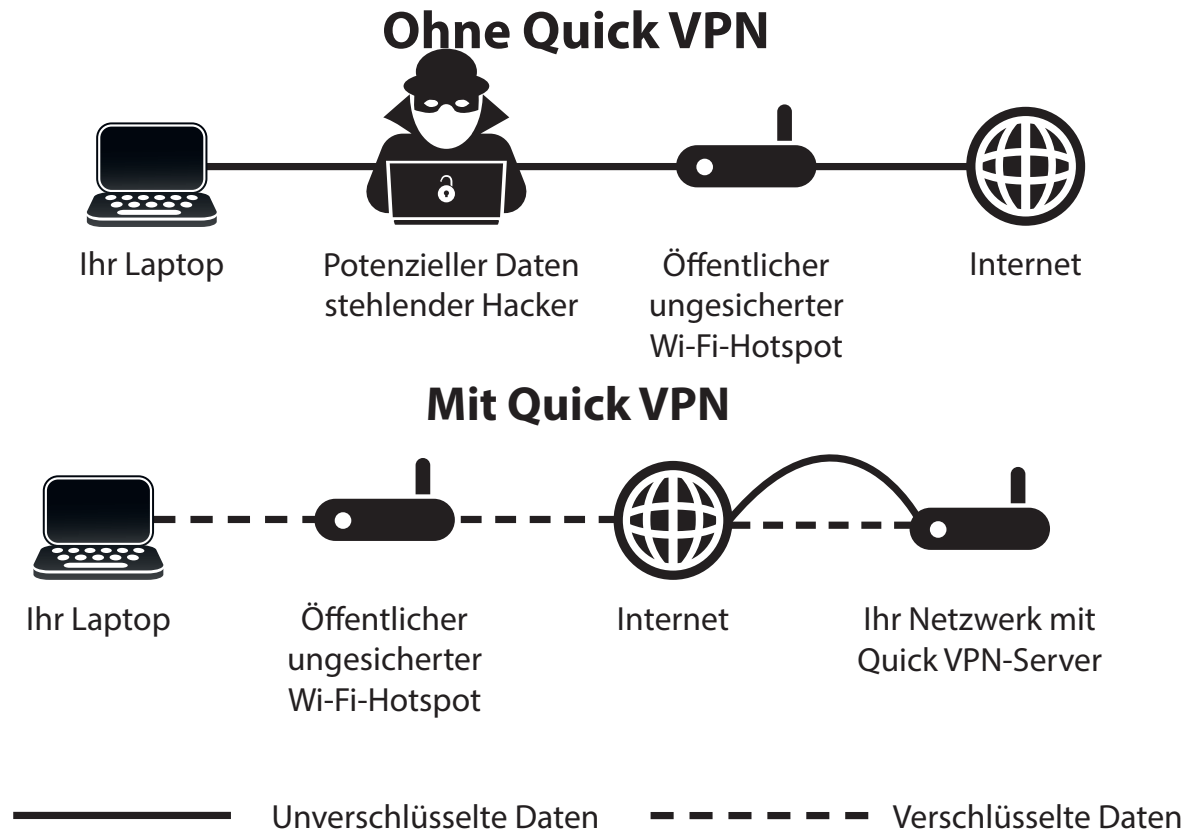 Ohne Quick VPN
Ihr Laptop
Potenzieller Daten
stehlender Hacker
Öffentlicher
ungesicherter
Wi-Fi-Hotspot
Internet
Mit Quick VPN
Ihr Laptop
Öffentlicher
ungesicherter
Wi-Fi-Hotspot
Internet
Ihr Netzwerk mit
Quick VPN-Server
Unverschlüsselte Daten
Verschlüsselte Daten